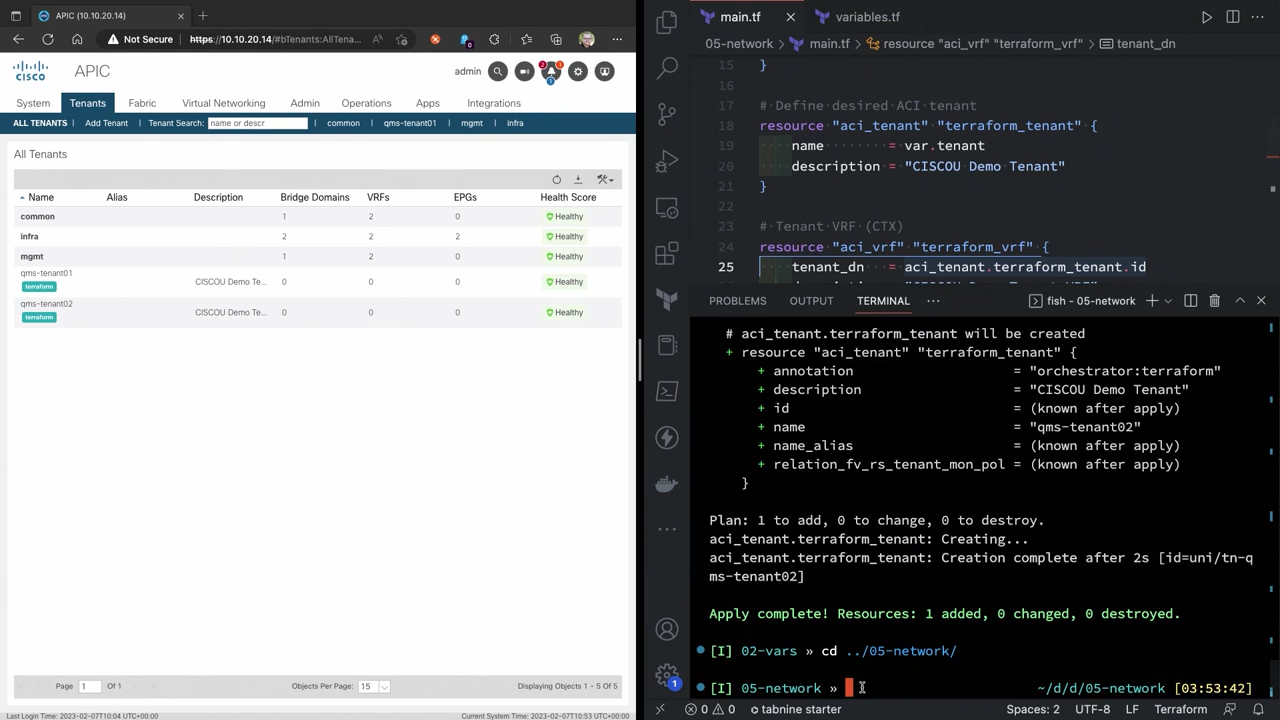 APIC (10.10.20.14)
Not Secure
https://10.10.20.14/#bTenants:AllTena...
cisco
APIC
admin
2
1
1
System
Tenants
Fabric
Virtual Networking
Admin
Operations
Apps
Integrations
ALL TENANTS | Add Tenant | Tenant Search: name or descr | common | qms-tenant01 | mgmt | infra
All Tenants
Name Alias Description Bridge Domains VRFs EPGs Health Score
common 1 2 0 Healthy
infra 2 2 2 Healthy
mgmt 1 2 0 Healthy
qms-tenant01
terraform
CISCOU Demo Te... 0 0 0 Healthy
qms-tenant02
terraform
CISCOU Demo Te... 0 0 0 Healthy
Page 1 Of 1 Objects Per Page: 15 Displaying Objects 1 - 5 Of 5
Last Login Time: 2023-02-07T10:04 UTC+00:00 Current System Time: 2023-02-07T10:53 UTC+00:00
main.tf
variables.tf
05-network > main.tf > resource "aci_vrf" "terraform_vrf" > tenant_dn
15 }
16
17 # Define desired ACI tenant
18 resource "aci_tenant" "terraform_tenant" {
19 name = var.tenant
20 description = "CISCOU Demo Tenant"
21 }
22
23 # Tenant VRF (CTX)
24 resource "aci_vrf" "terraform_vrf" {
25 tenant_dn = aci_tenant.terraform_tenant.id
PROBLEMS
OUTPUT
TERMINAL
fish - 05-network
# aci_tenant.terraform_tenant will be created
+ resource "aci_tenant" "terraform_tenant" {
+ annotation = "orchestrator:terraform"
+ description = "CISCOU Demo Tenant"
+ id = (known after apply)
+ name = "qms-tenant02"
+ name_alias = (known after apply)
+ relation_fv_rs_tenant_mon_pol = (known after apply)
}
Plan: 1 to add, 0 to change, 0 to destroy.
aci_tenant.terraform_tenant: Creating...
aci_tenant.terraform_tenant: Creation complete after 2s [id=uni/tn-q
ms-tenant02]
Apply complete! Resources: 1 added, 0 changed, 0 destroyed.
[I] 02-vars » cd ../05-network/
[I] 05-network » ~/d/d/05-network [03:53:42]
1
0 0 tabnine starter Spaces: 2 UTF-8 LF Terraform